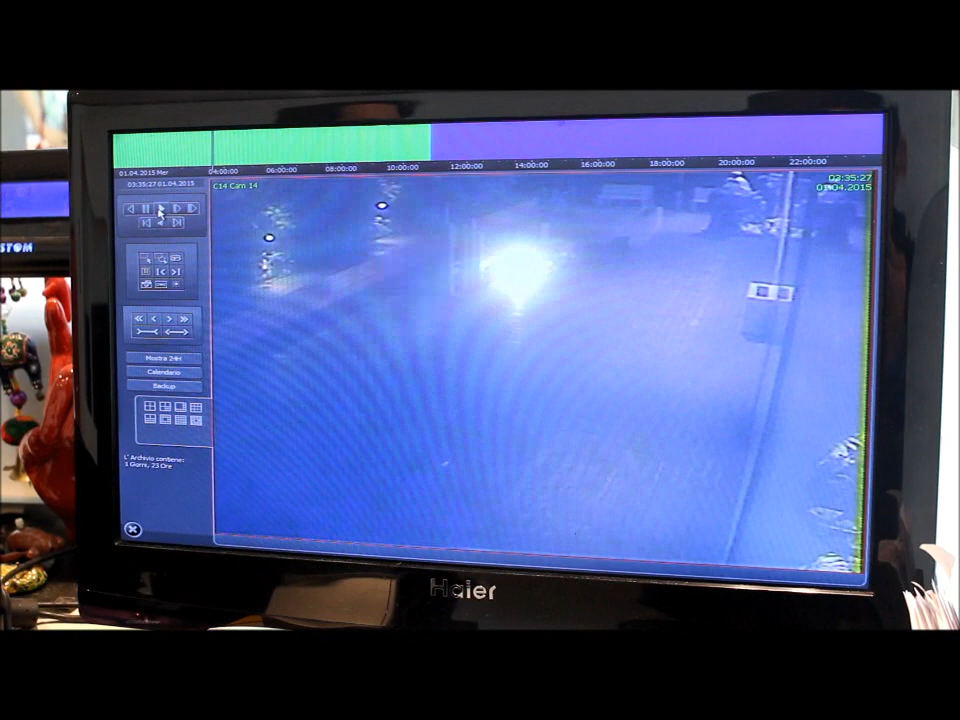 01.04.2015 Mer
04:00:00 06:00:00 08:00:00 10:00:00 12:00:00 14:00:00 16:00:00 18:00:00 20:00:00 22:00:00
03:35:27 01.04.2015
C14 Cam 14
03:35:27
01.04.2015
STOM
Mostra 24H
Calendario
Backup
L' Archivio contiene:
1 Giorni, 23 Ore
Haier